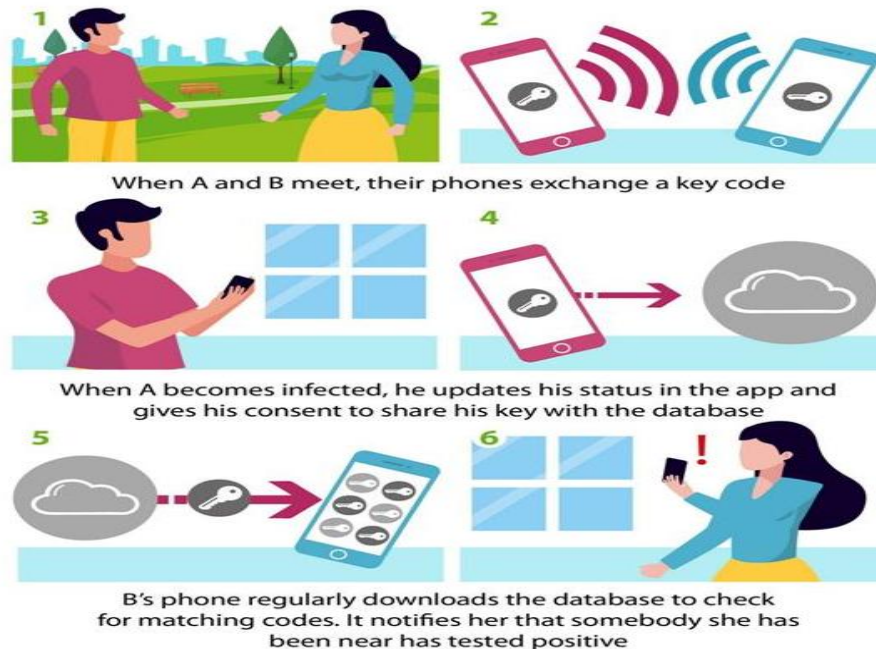 1
2
When A and B meet, their phones exchange a key code
3
4
When A becomes infected, he updates his status in the app and
gives his consent to share his key with the database
5
6
!
B's phone regularly downloads the database to check
for matching codes. It notifies her that somebody she has
been near has tested positive